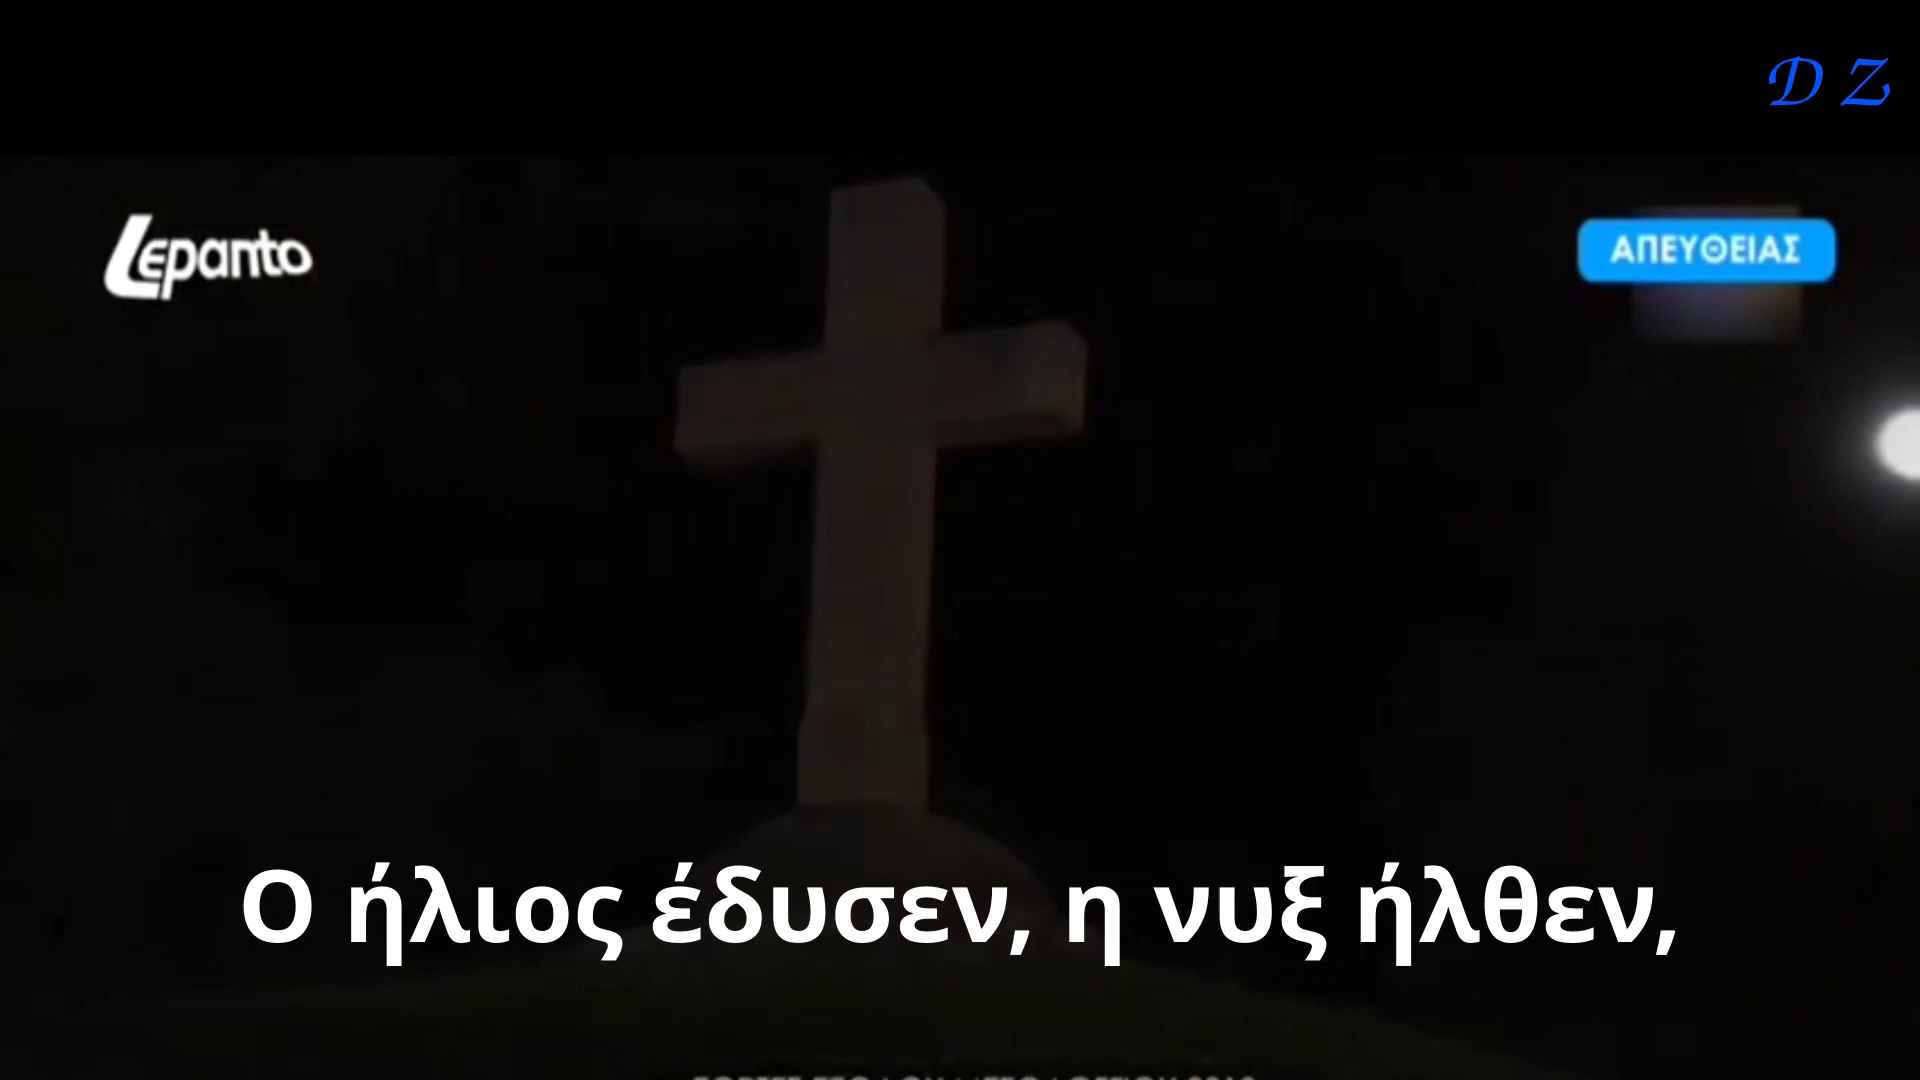 D Z
Lepanto
ΑΠΕΥΘΕΙΑΣ
Ο ήλιος έδυσεν, η νυξ ήλθεν,